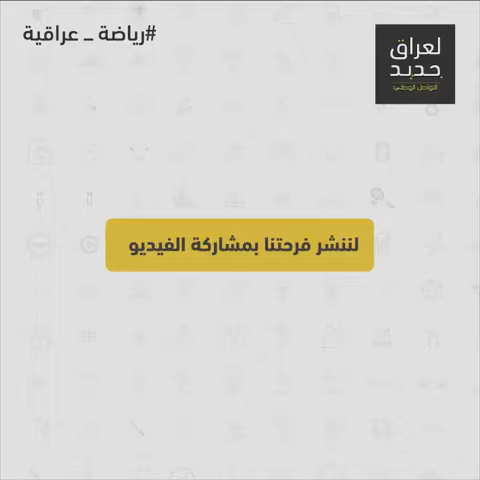 #رياضة _ عراقية
لعراق
جديد
التواصل الوطني
لننشر فرحتنا بمشاركة الفيديو